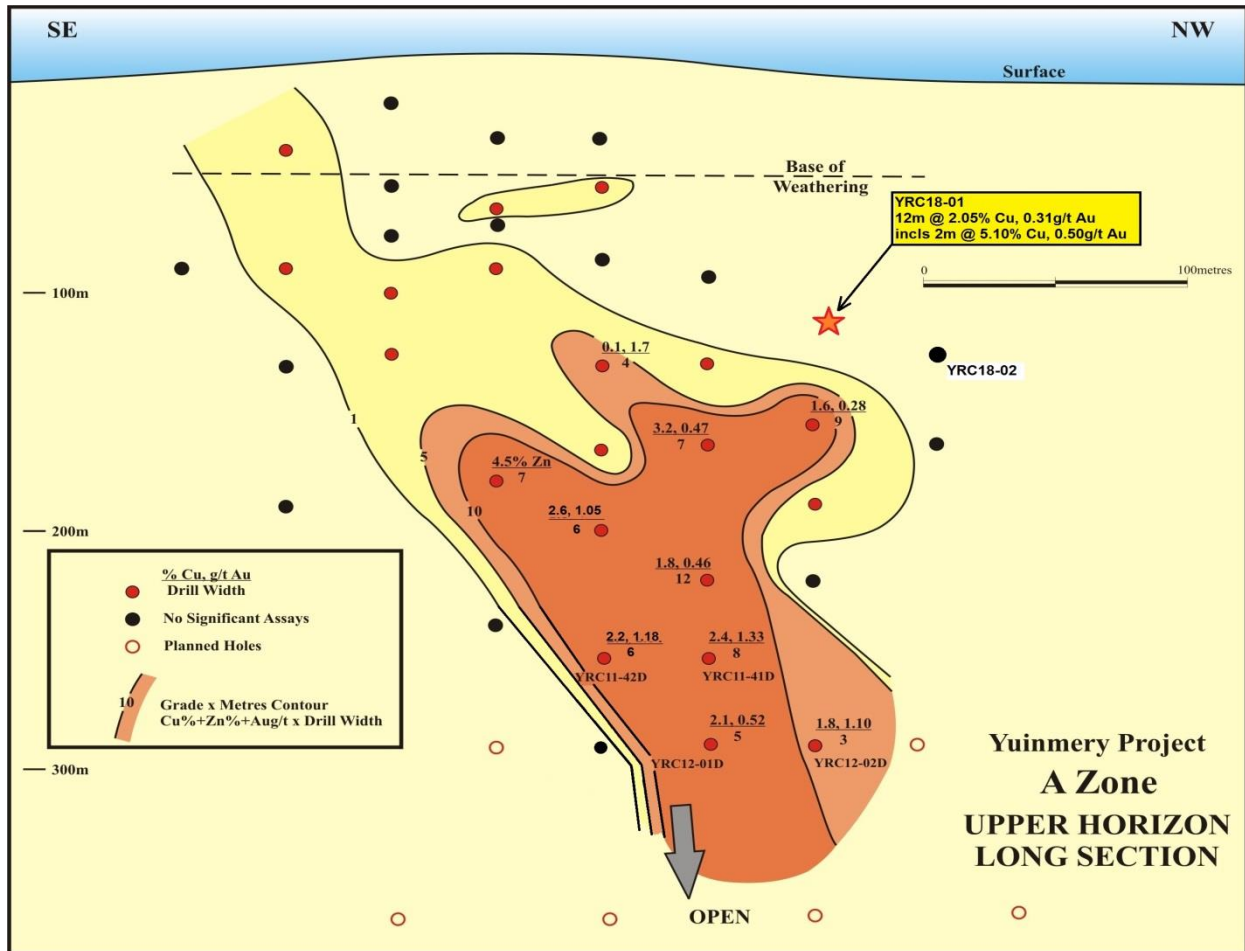 SE
NW
Surface
Base of
Weathering
YRC18-01
12m @ 2.05% Cu, 0.31g/t Au
incls 2m @ 5.10% Cu, 0.50g/t Au
0
100metres
100m
0.1, 1.7
4
YRC18-02
1
1.6, 0.28
9
3.2, 0.47
7
5
4.5% Zn
7
10
2.6, 1.05
6
200m
1.8, 0.46
12
% Cu, g/t Au
Drill Width
No Significant Assays
Planned Holes
10
Grade x Metres Contour
Cu%+Zn%+Aug/t x Drill Width
2.2, 1.18
6
YRC11-42D
2.4, 1.33
8
YRC11-41D
2.1, 0.52
5
YRC12-01D
1.8, 1.10
3
YRC12-02D
300m
Yuinmery Project
A Zone
UPPER HORIZON
LONG SECTION
OPEN